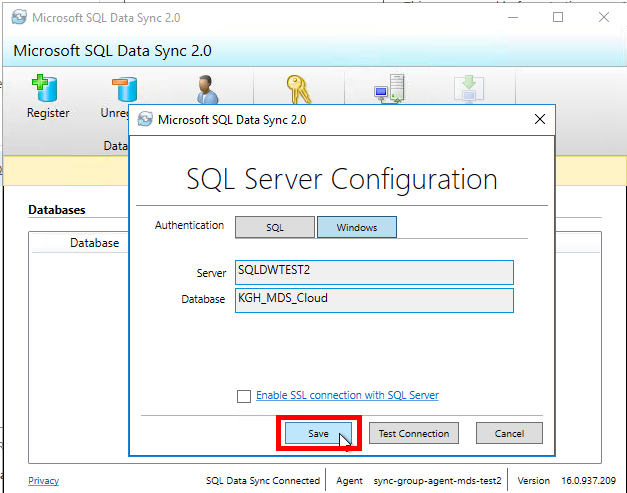 Microsoft SQL Data Sync 2.0
Microsoft SQL Data Sync 2.0
Register
Unre
Data
Microsoft SQL Data Sync 2.0
SQL Server Configuration
Authentication SQL Windows
Server SQLDWTEST2
Database KGH_MDS_Cloud
Enable SSL connection with SQL Server
Save Test Connection Cancel
Databases
Database
Privacy SQL Data Sync Connected Agent sync-group-agent-mds-test2 Version 16.0.937.209